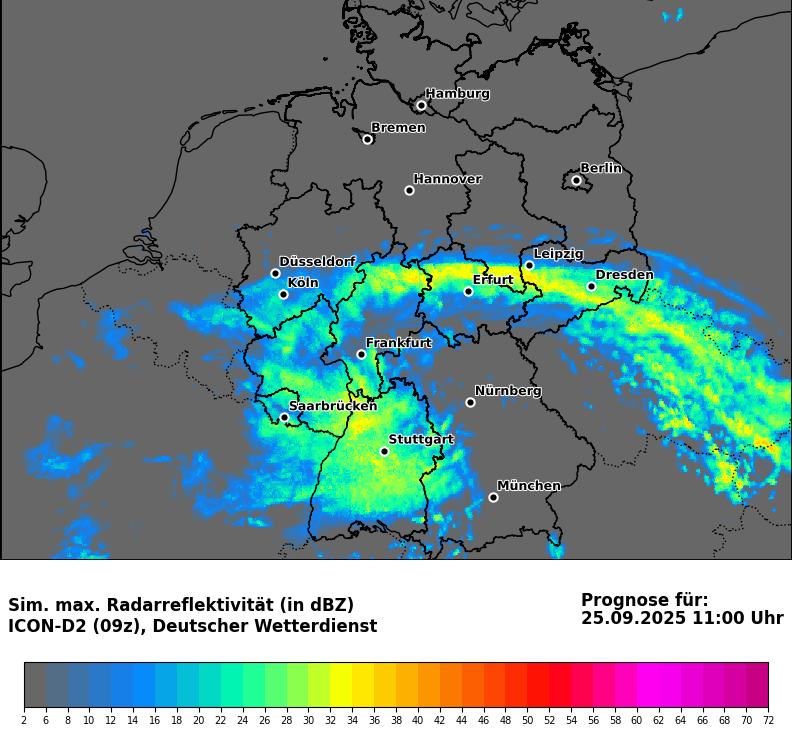 Hamburg
Bremen
Berlin
Hannover
Leipzig
Düsseldorf
Dresden
Köln
Erfurt
Frankfurt
Nürnberg
Saarbrücken
Stuttgart
München
Sim. max. Radarreflektivität (in dBZ)
ICON-D2 (09z), Deutscher Wetterdienst
Prognose für:
25.09.2025 11:00 Uhr
2 6 8 10 12 14 16 18 20 22 24 26 28 30 32 34 36 38 40 42 44 46 48 50 52 54 56 58 60 62 64 66 68 70 72